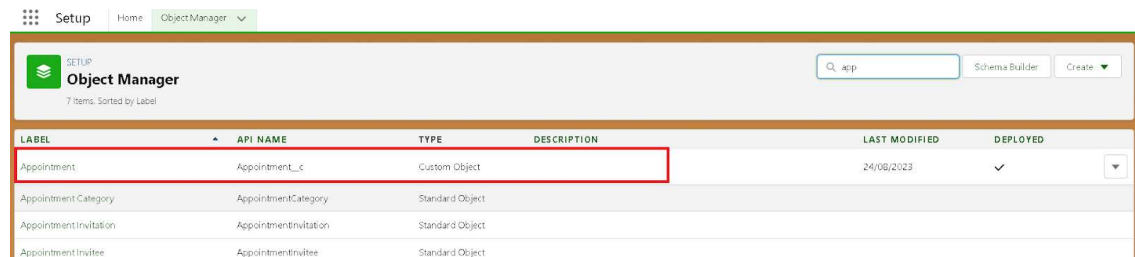 Setup Home Object Manager
SETUP
Object Manager
7 Items. Sorted by Label
app
Schema Builder
Create
LABEL API NAME TYPE DESCRIPTION LAST MODIFIED DEPLOYED
Appointment Appointment__c Custom Object 24/08/2023
Appointment Category AppointmentCategory Standard Object
Appointment Invitation AppointmentInvitation Standard Object
Appointment Invitee AppointmentInvitee Standard Object